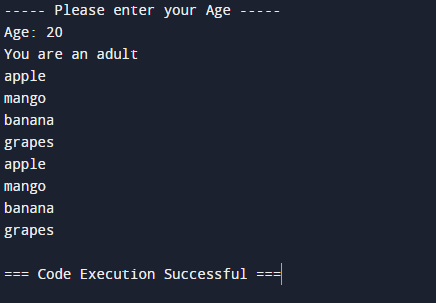 ----- Please enter your Age -----
Age: 20
You are an adult
apple
mango
banana
grapes
apple
mango
banana
grapes
=== Code Execution Successful ===